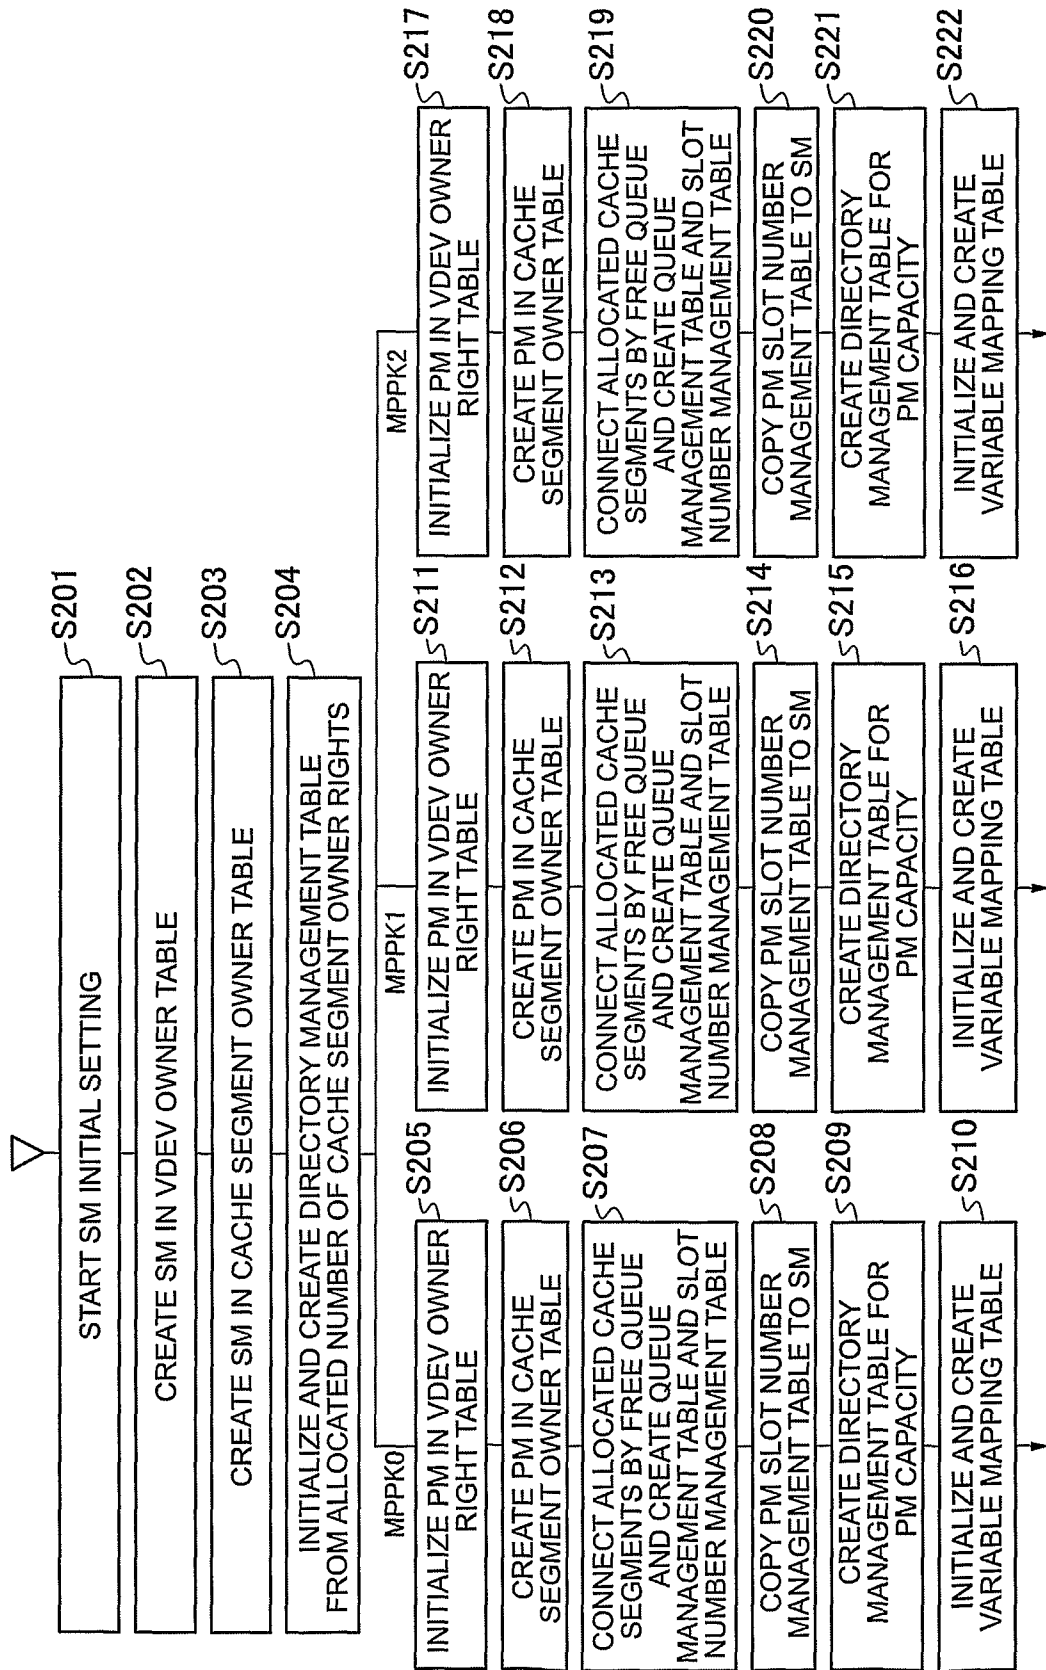 START SM INITIAL SETTING
S201
CREATE SM IN VDEV OWNER TABLE
S202
CREATE SM IN CACHE SEGMENT OWNER TABLE
S203
INITIALIZE AND CREATE DIRECTORY MANAGEMENT TABLE
FROM ALLOCATED NUMBER OF CACHE SEGMENT OWNER RIGHTS
S204
MPPK0
INITIALIZE PM IN VDEV OWNER
RIGHT TABLE
S205
CREATE PM IN CACHE
SEGMENT OWNER TABLE
S206
CONNECT ALLOCATED CACHE
SEGMENTS BY FREE QUEUE
AND CREATE QUEUE
MANAGEMENT TABLE AND SLOT
NUMBER MANAGEMENT TABLE
S207
COPY PM SLOT NUMBER
MANAGEMENT TABLE TO SM
S208
CREATE DIRECTORY
MANAGEMENT TABLE FOR
PM CAPACITY
S209
INITIALIZE AND CREATE
VARIABLE MAPPING TABLE
S210
MPPK1
INITIALIZE PM IN VDEV OWNER
RIGHT TABLE
S211
CREATE PM IN CACHE
SEGMENT OWNER TABLE
S212
CONNECT ALLOCATED CACHE
SEGMENTS BY FREE QUEUE
AND CREATE QUEUE
MANAGEMENT TABLE AND SLOT
NUMBER MANAGEMENT TABLE
S213
COPY PM SLOT NUMBER
MANAGEMENT TABLE TO SM
S214
CREATE DIRECTORY
MANAGEMENT TABLE FOR
PM CAPACITY
S215
INITIALIZE AND CREATE
VARIABLE MAPPING TABLE
S216
MPPK2
INITIALIZE PM IN VDEV OWNER
RIGHT TABLE
S217
CREATE PM IN CACHE
SEGMENT OWNER TABLE
S218
CONNECT ALLOCATED CACHE
SEGMENTS BY FREE QUEUE
AND CREATE QUEUE
MANAGEMENT TABLE AND SLOT
NUMBER MANAGEMENT TABLE
S219
COPY PM SLOT NUMBER
MANAGEMENT TABLE TO SM
S220
CREATE DIRECTORY
MANAGEMENT TABLE FOR
PM CAPACITY
S221
INITIALIZE AND CREATE
VARIABLE MAPPING TABLE
S222